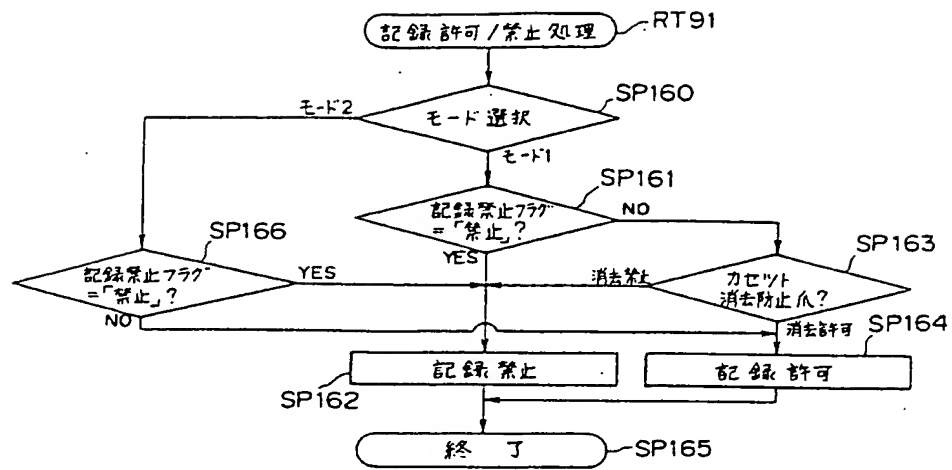 記録許可/禁止処理
RT91
SP160
モード2
モード選択
モード1
SP161
記録禁止フラグ
=「禁止」?
NO
YES
SP166
SP163
記録禁止フラグ
=「禁止」?
YES
消去禁止
カセット
消去防止爪?
NO
消去許可
SP164
記録禁止
記録許可
SP162
終了
SP165